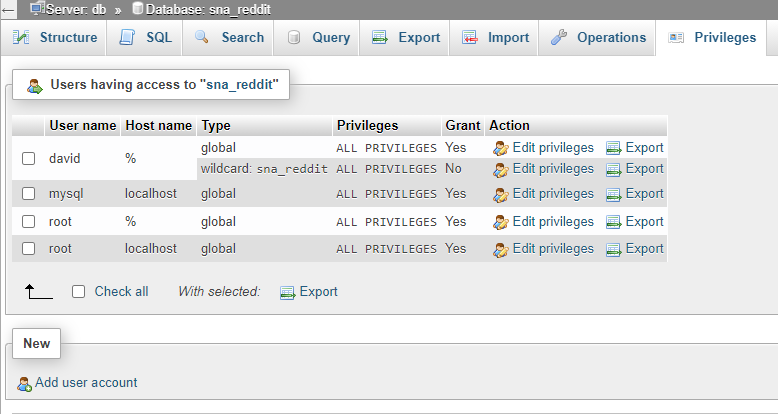 Server: db » Database: sna_reddit
Structure SQL Search Query Export Import Operations Privileges
Users having access to "sna_reddit"
User name Host name Type Privileges Grant Action
david % global ALL PRIVILEGES Yes Edit privileges Export
wildcard: sna_reddit ALL PRIVILEGES No Edit privileges Export
mysql localhost global ALL PRIVILEGES Yes Edit privileges Export
root % global ALL PRIVILEGES Yes Edit privileges Export
root localhost global ALL PRIVILEGES Yes Edit privileges Export
Check all With selected: Export
New
Add user account